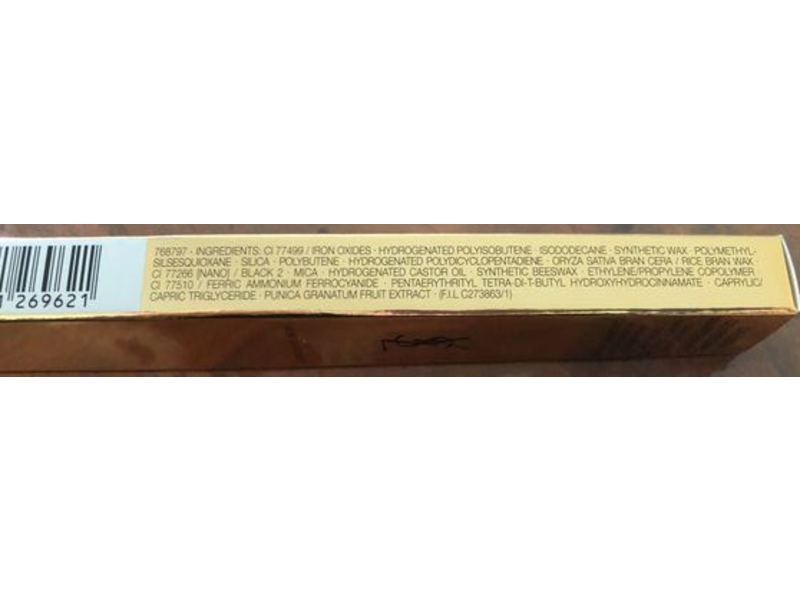 768797 · INGREDIENTS: CI 77499 / IRON OXIDES · HYDROGENATED POLYISOBUTENE · ISODODECANE · SYNTHETIC WAX · POLYMETHYL-
SILSESQUIOXANE · SILICA · POLYBUTENE · HYDROGENATED POLYDICYCLOPENTADIENE · ORYZA SATIVA BRAN CERA / RICE BRAN WAX ·
CI 77266 [NANO] / BLACK 2 · MICA · HYDROGENATED CASTOR OIL · SYNTHETIC BEESWAX · ETHYLENE/PROPYLENE COPOLYMER
CI 77510 / FERRIC AMMONIUM FERROCYANIDE · PENTAERYTHRITYL TETRA-DI-T-BUTYL HYDROXYHYDROCINNAMATE · CAPRYLIC/
CAPRIC TRIGLYCERIDE · PUNICA GRANATUM FRUIT EXTRACT · (F.I.L C273863/1)
269621